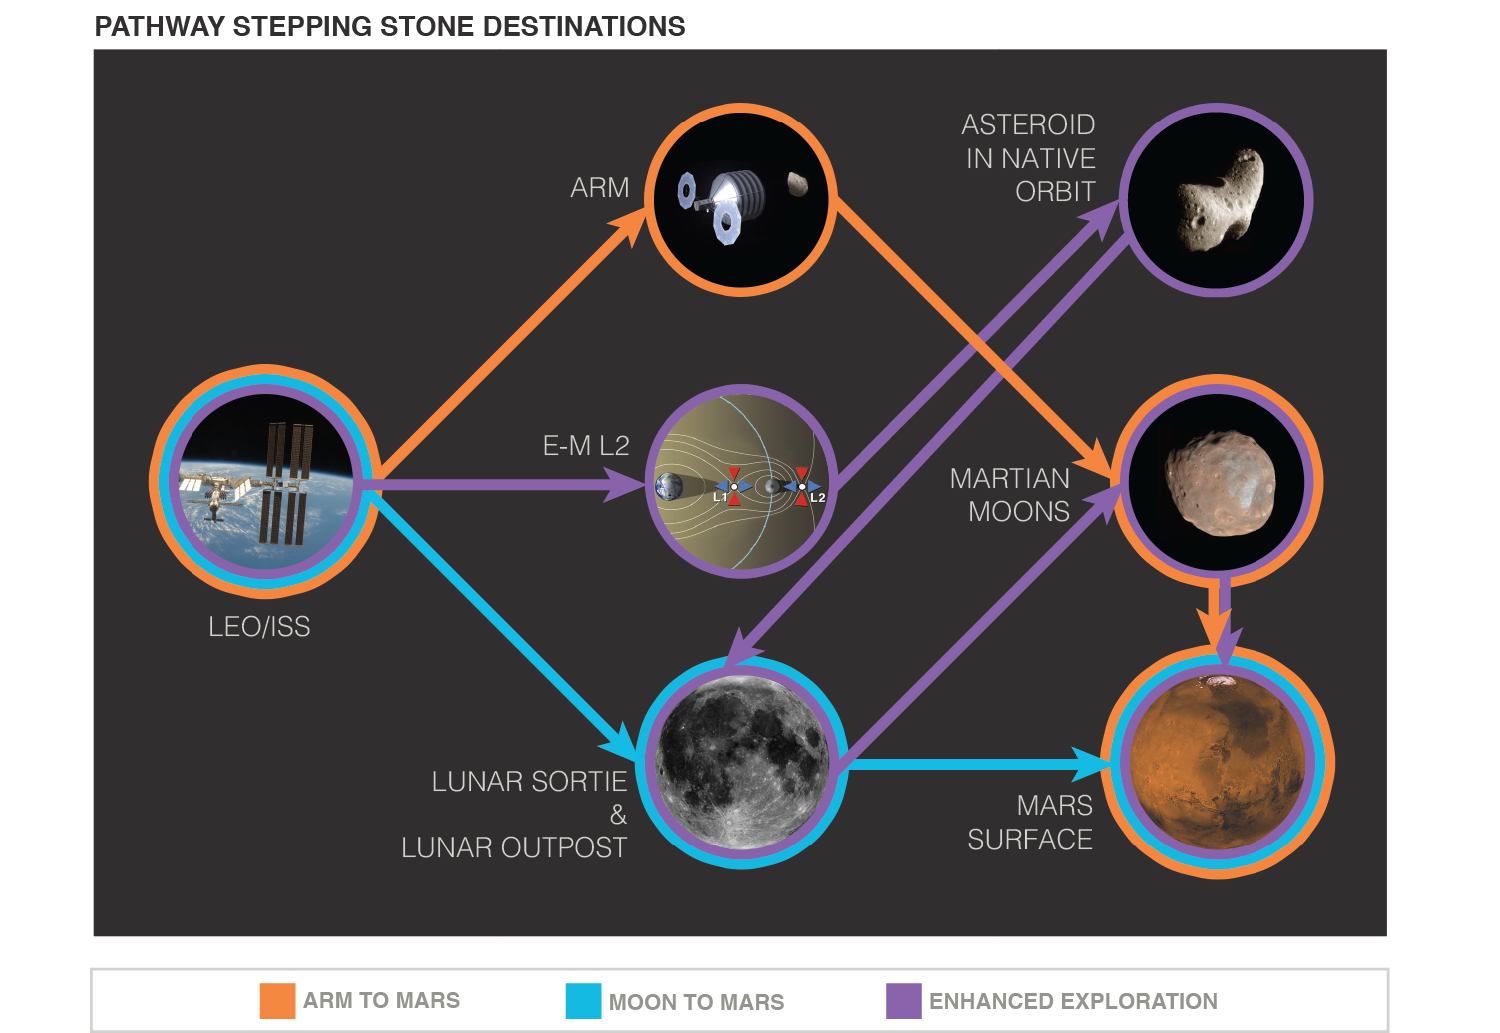 PATHWAY STEPPING STONE DESTINATIONS
ARM
ASTEROID
IN NATIVE
ORBIT
E-M L2
L1
L2
MARTIAN
MOONS
LEO/ISS
LUNAR SORTIE
&
LUNAR OUTPOST
MARS
SURFACE
ARM TO MARS
MOON TO MARS
ENHANCED EXPLORATION